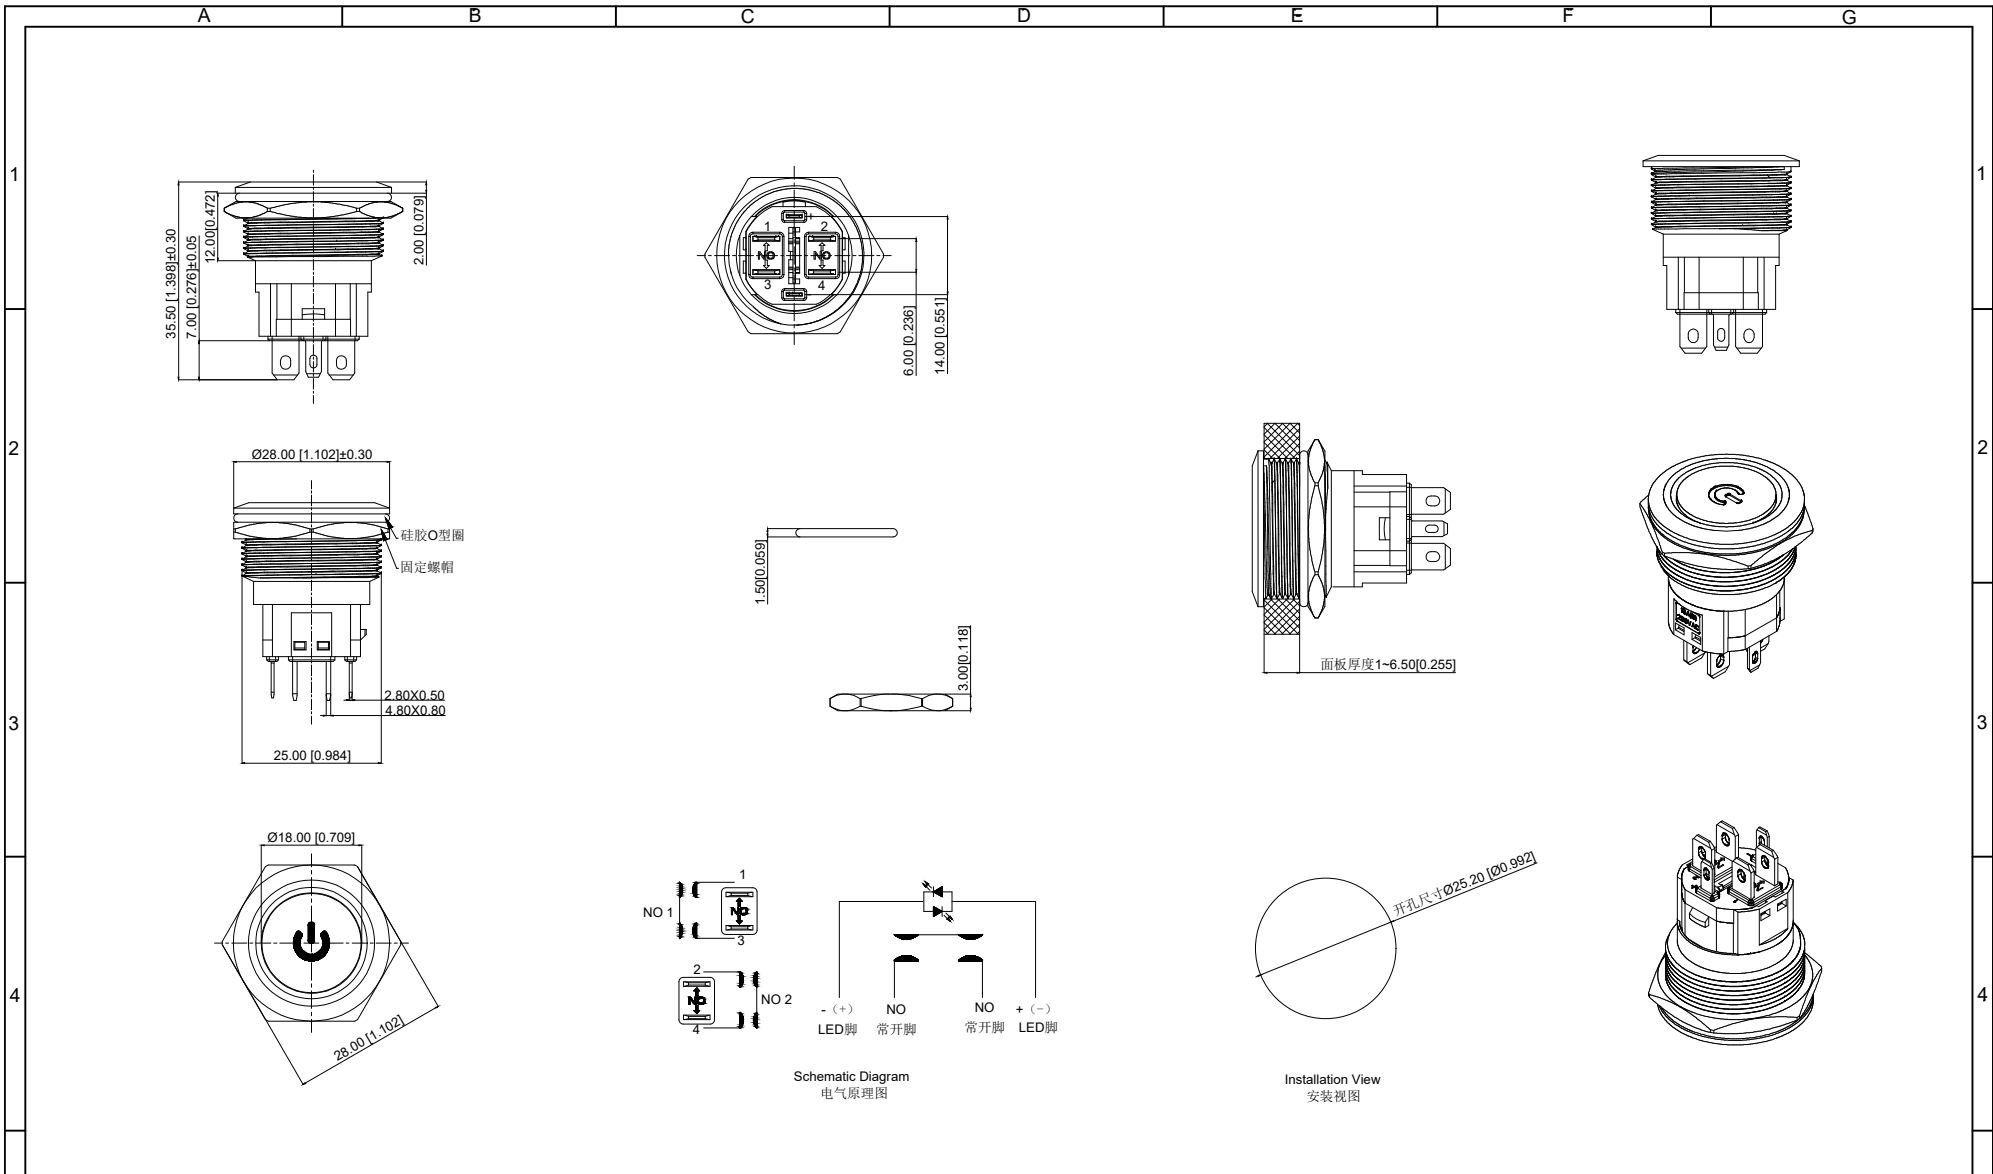 A B C D E F G
1
1
35.50 [1.398]±0.30
7.00 [0.276]±0.05
12.00[0.472]
2.00 [0.079]
+
1 2
NO NO
3 4
6.00 [0.236]
14.00 [0.551]
2
2
Ø28.00 [1.102]±0.30
硅胶O型圈
固定螺帽
2.80X0.50
4.80X0.80
25.00 [0.984]
1.50[0.059]
3.00[0.118]
面板厚度1~6.50[0.255]
3
3
Ø18.00 [0.709]
28.00 [1.102]
1
NO 1
NO
3
2
NO
NO 2
4
- (+) NO NO + (-)
LED脚 常开脚 常开脚 LED脚
Schematic Diagram
电气原理图
开孔尺寸Ø25.20 [Ø0.992]
Installation View
安装视图
4
4